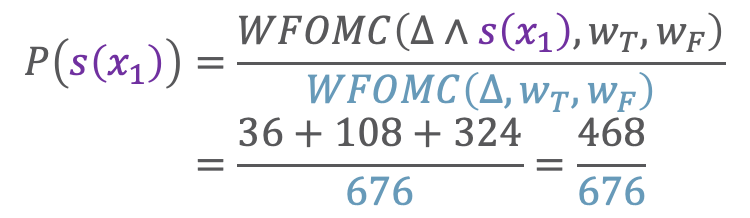 P(s(x₁)) = WFOMC(Δ ∧ s(x₁), w_T, w_F)
WFOMC(Δ, w_T, w_F)
= 36 + 108 + 324 = 468
676 676